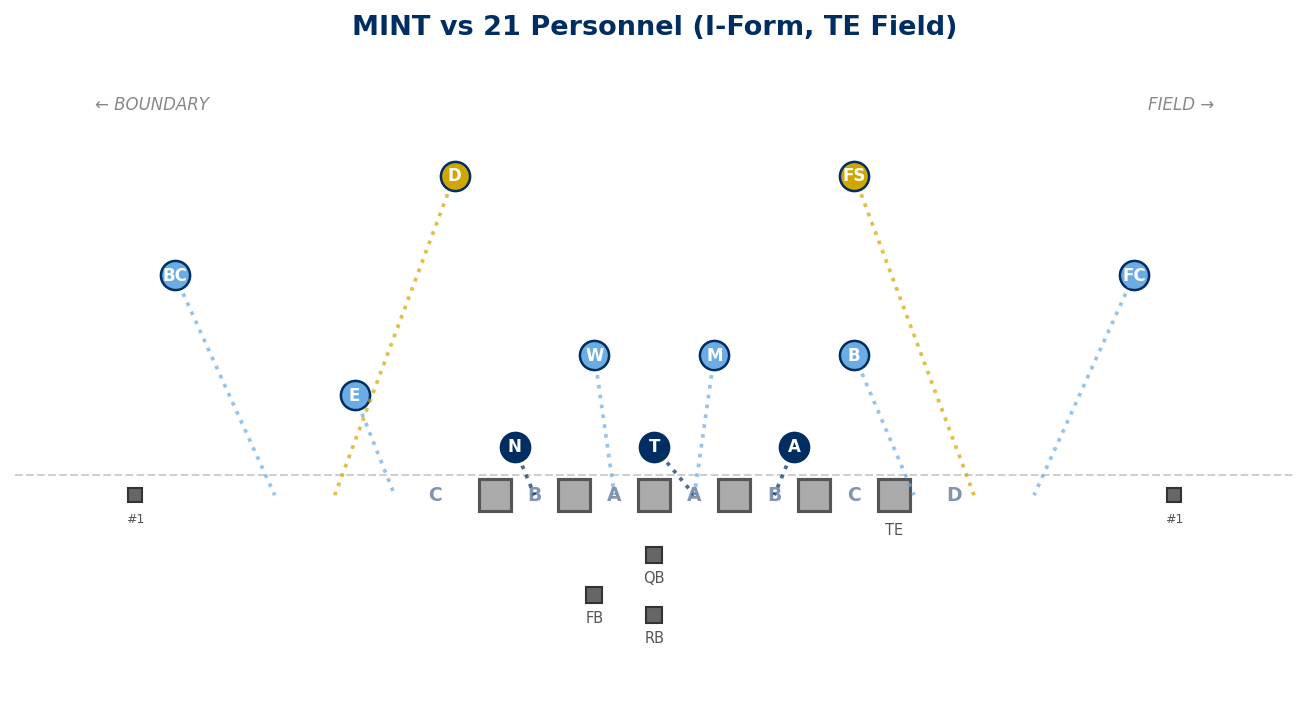 MINT vs 21 Personnel (I-Form, TE Field)
← BOUNDARY
FIELD →
D
FS
BC
FC
W
M
B
E
N
T
A
C
B
A
A
B
C
D
#1
#1
TE
QB
FB
RB